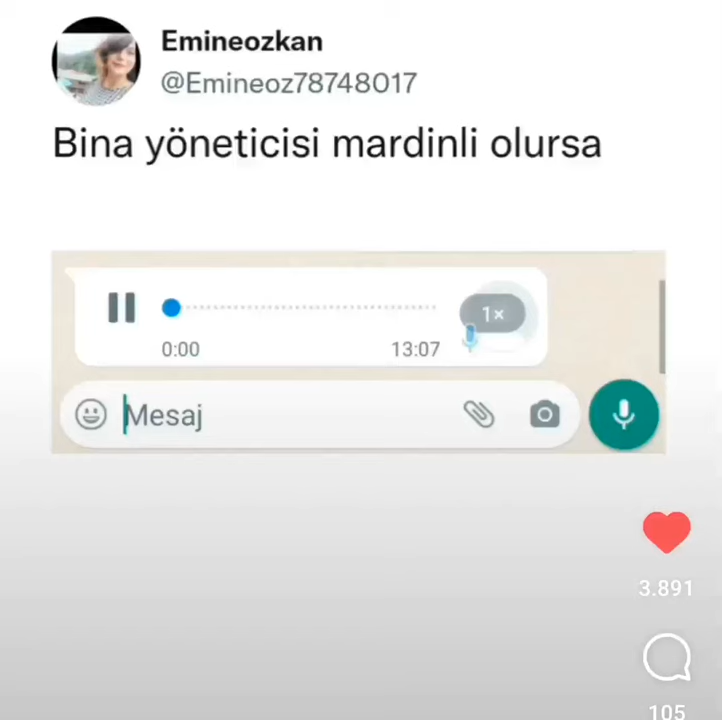 Emineozkan
@Emineoz78748017
Bina yöneticisi mardinli olursa
1×
0:00 13:07
Mesaj
3.891
105